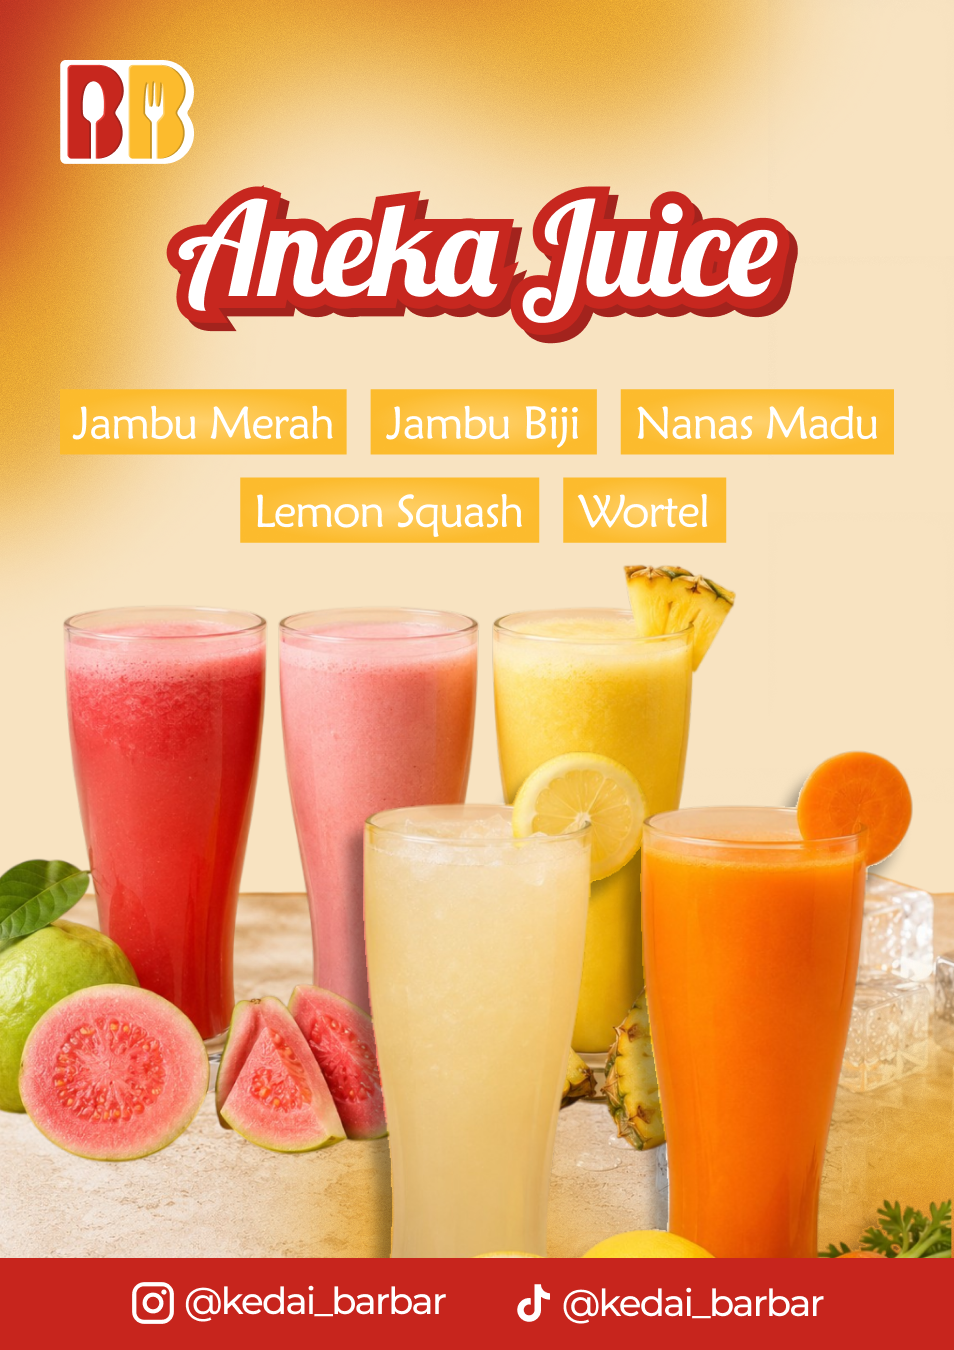 BB
Aneka Juice
Jambu Merah Jambu Biji Nanas Madu
Lemon Squash Wortel
@kedai_barbar @kedai_barbar